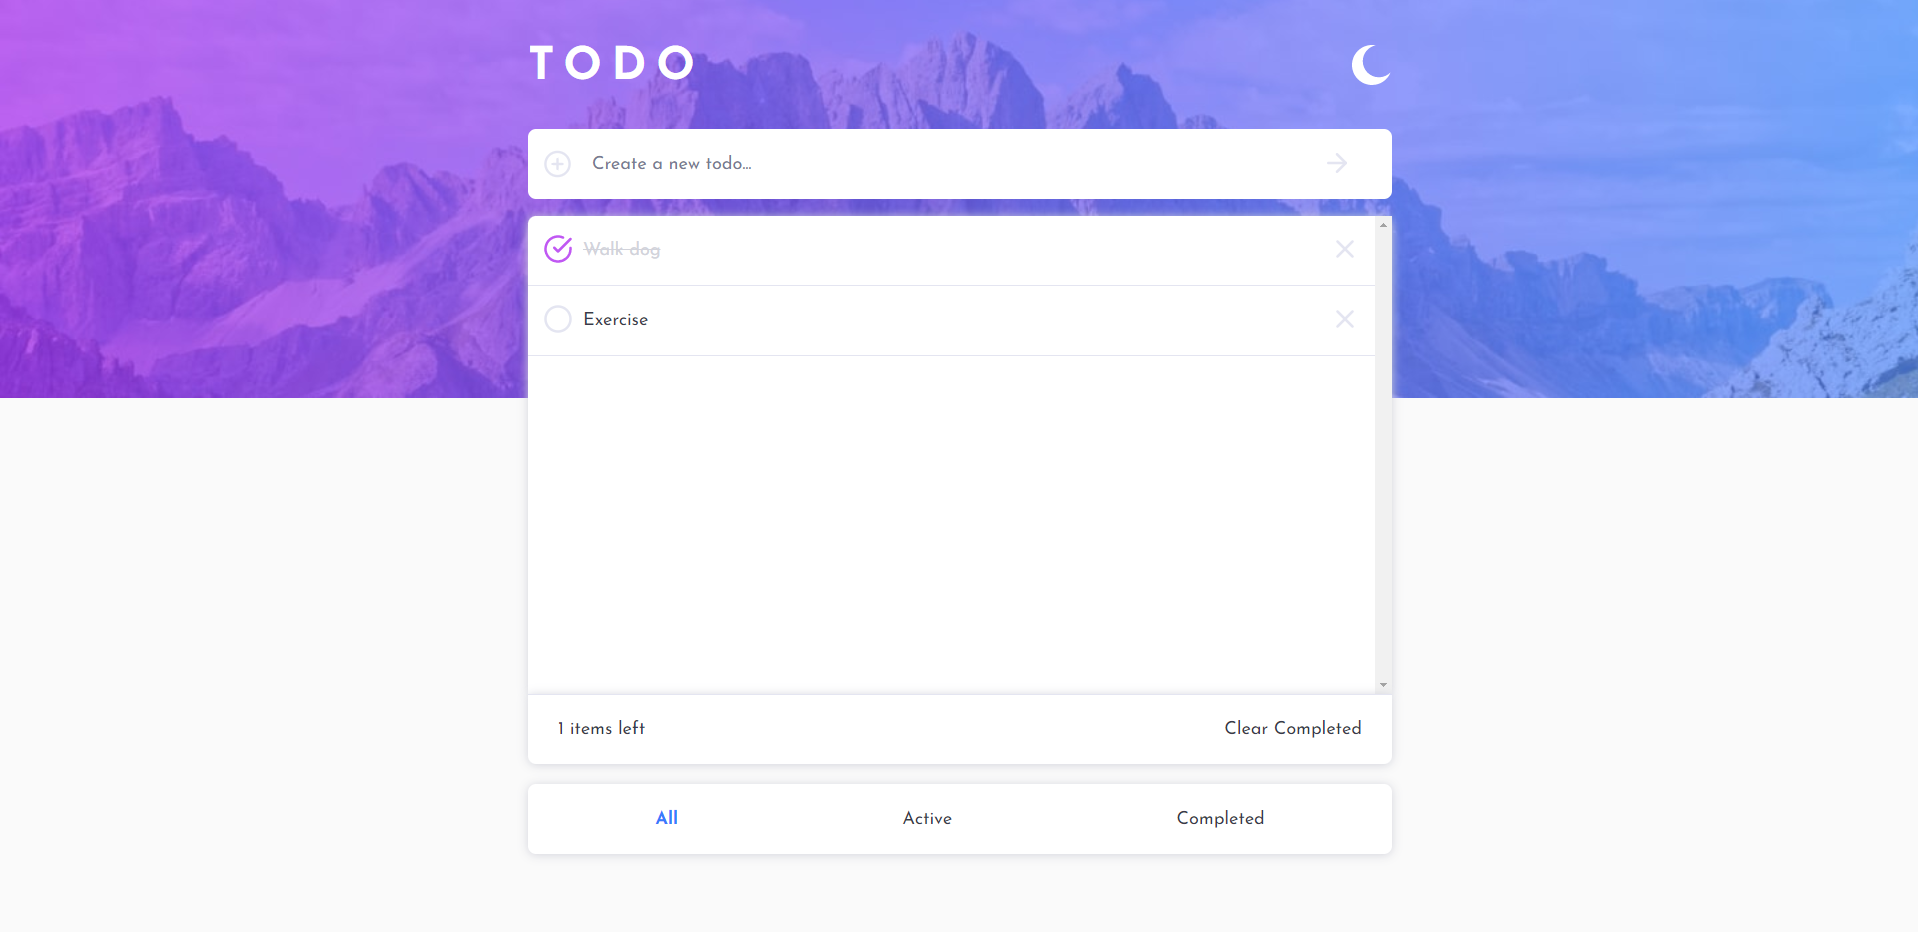 TODO
Create a new todo...
Walk dog
Exercise
1 items left
Clear Completed
All
Active
Completed